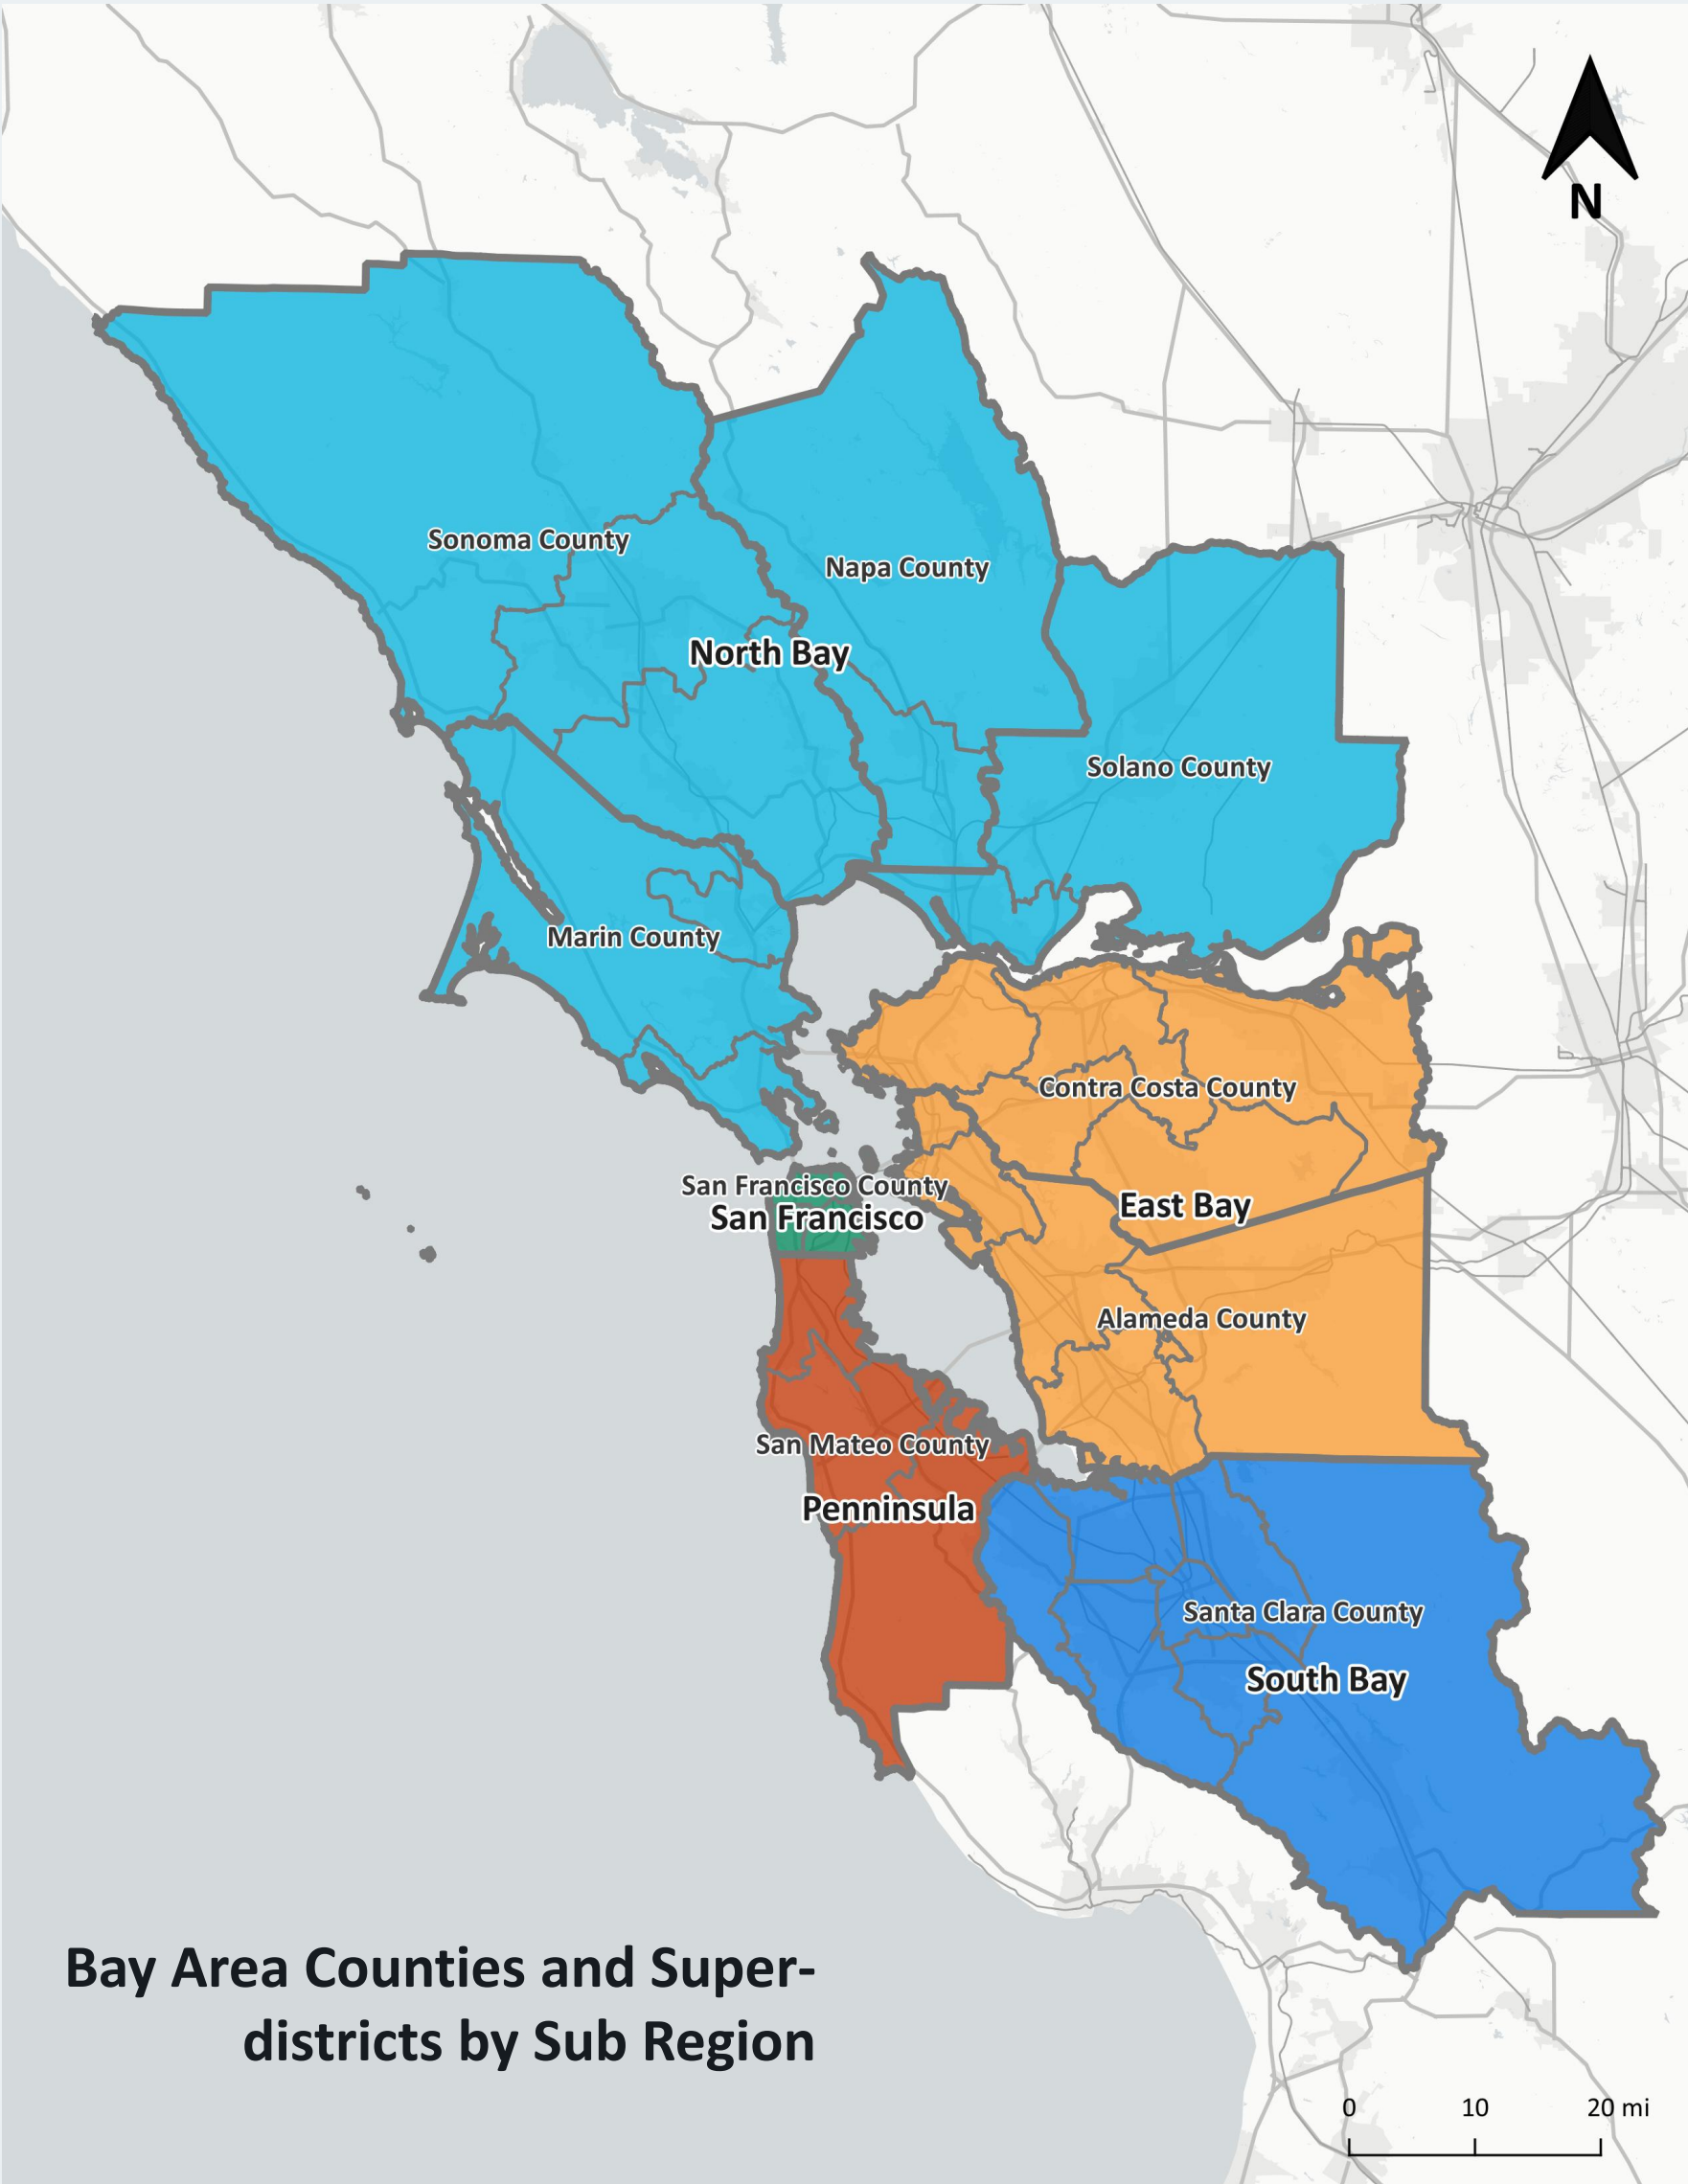 N
Sonoma County
Napa County
North Bay
Solano County
Marin County
Contra Costa County
San Francisco County
East Bay
San Francisco
Alameda County
San Mateo County
Penninsula
Santa Clara County
South Bay
Bay Area Counties and Super-
districts by Sub Region
0 10 20 mi